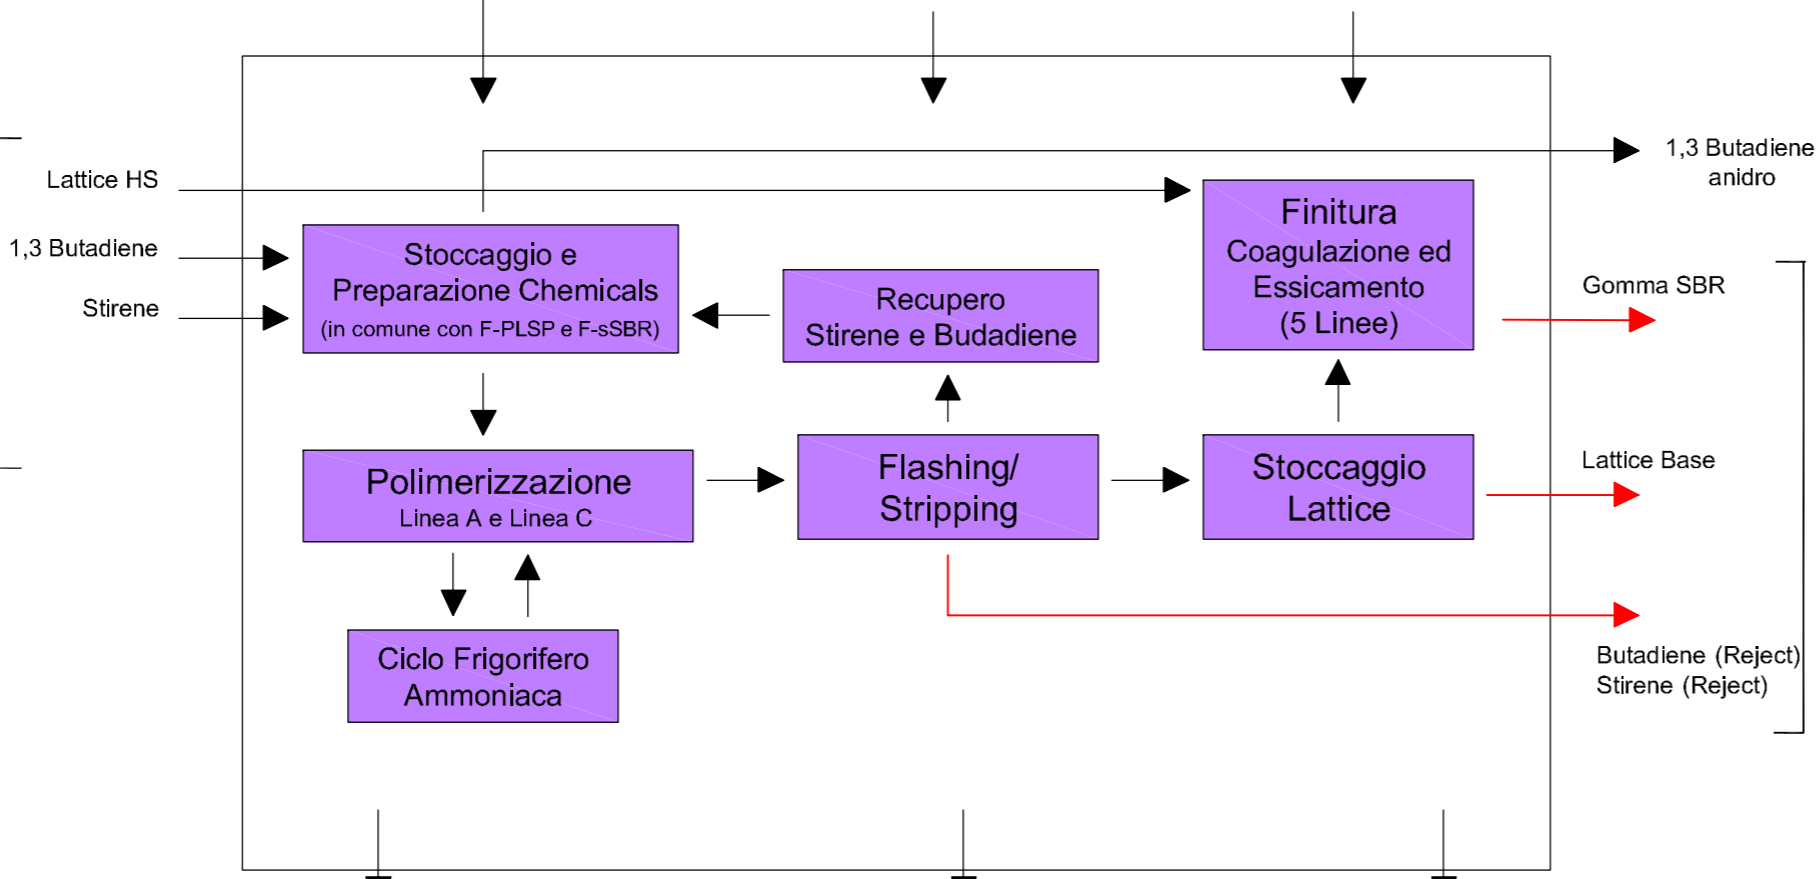 Lattice HS
1,3 Butadiene
Stirene
Stoccaggio e
Preparazione Chemicals
(in comune con F-PLSP e F-sSBR)
Recupero
Stirene e Budadiene
Finitura
Coagulazione ed
Essicamento
(5 Linee)
1,3 Butadiene
anidro
Gomma SBR
Polimerizzazione
Linea A e Linea C
Flashing/
Stripping
Stoccaggio
Lattice
Lattice Base
Ciclo Frigorifero
Ammoniaca
Butadiene (Reject)
Stirene (Reject)